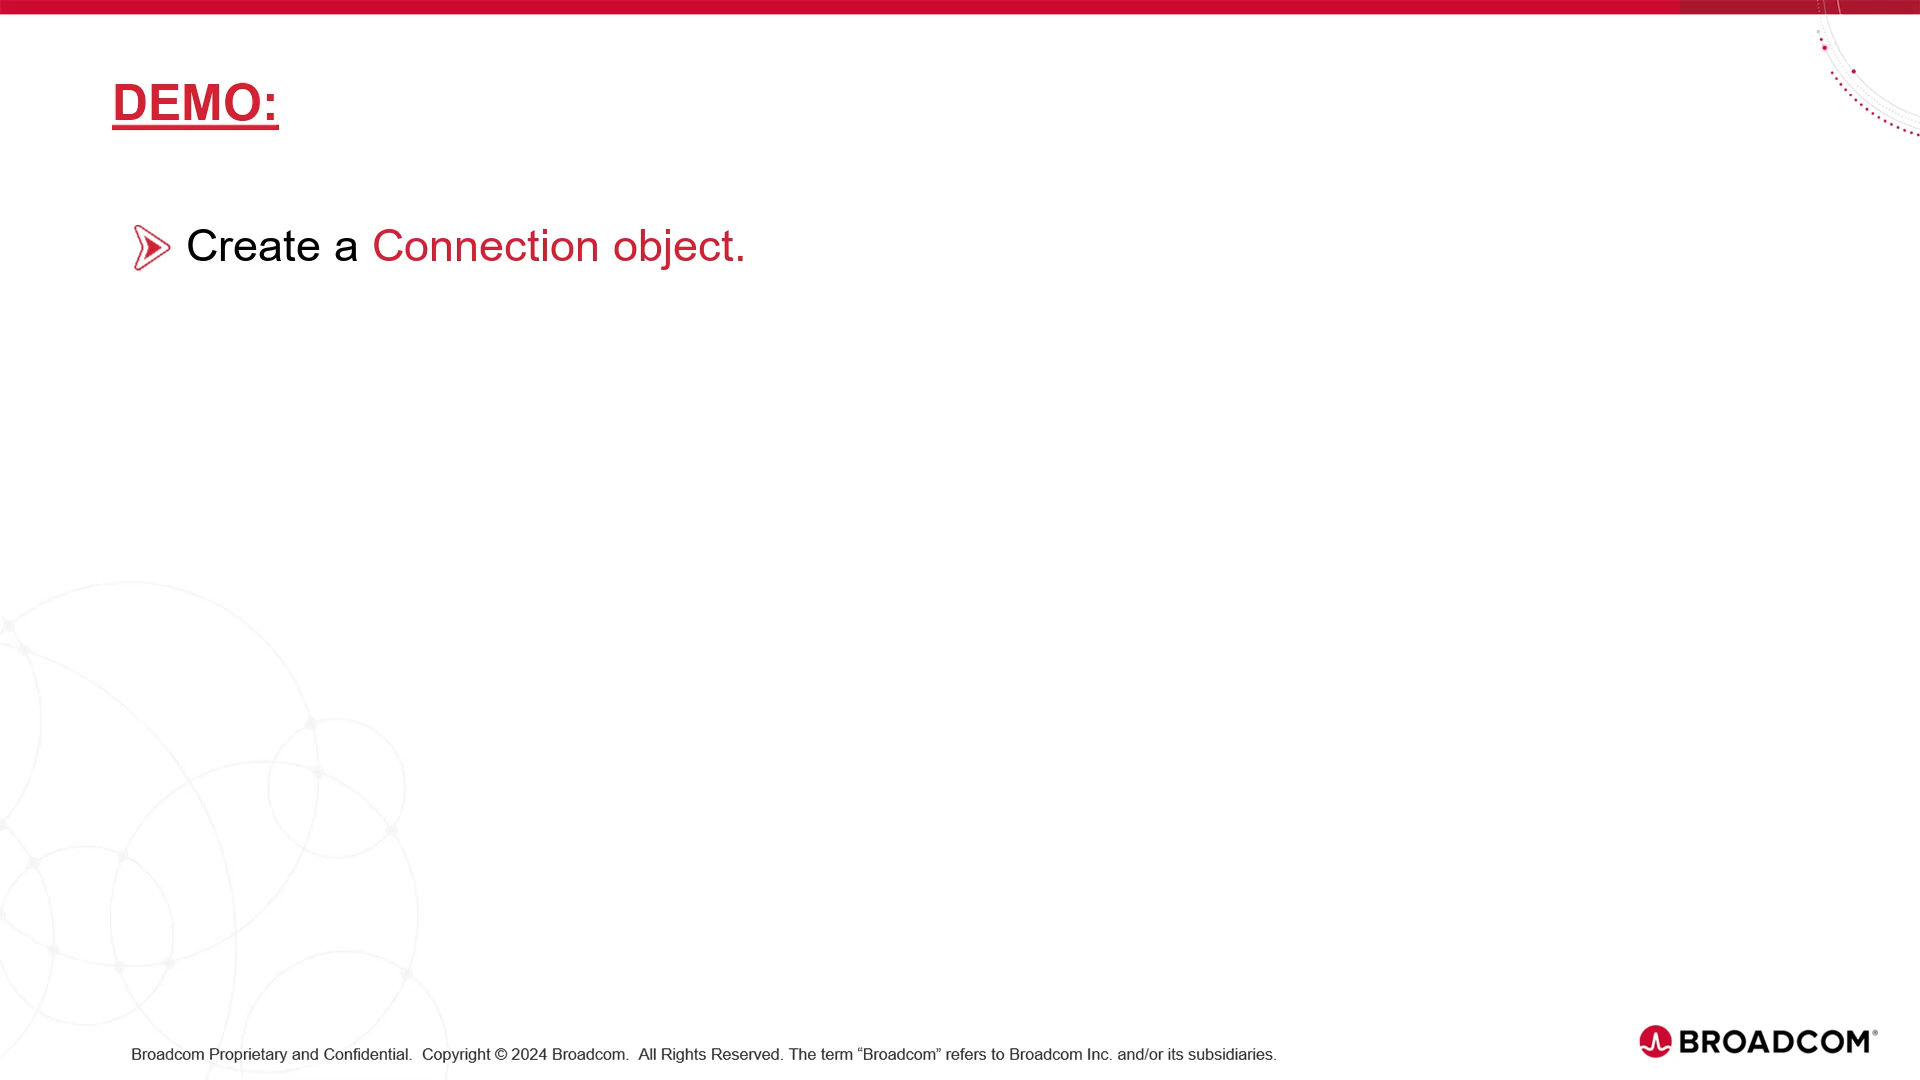 DEMO:
Create a Connection object.
Broadcom Proprietary and Confidential.  Copyright © 2024 Broadcom.  All Rights Reserved. The term “Broadcom” refers to Broadcom Inc. and/or its subsidiaries.
BROADCOM®